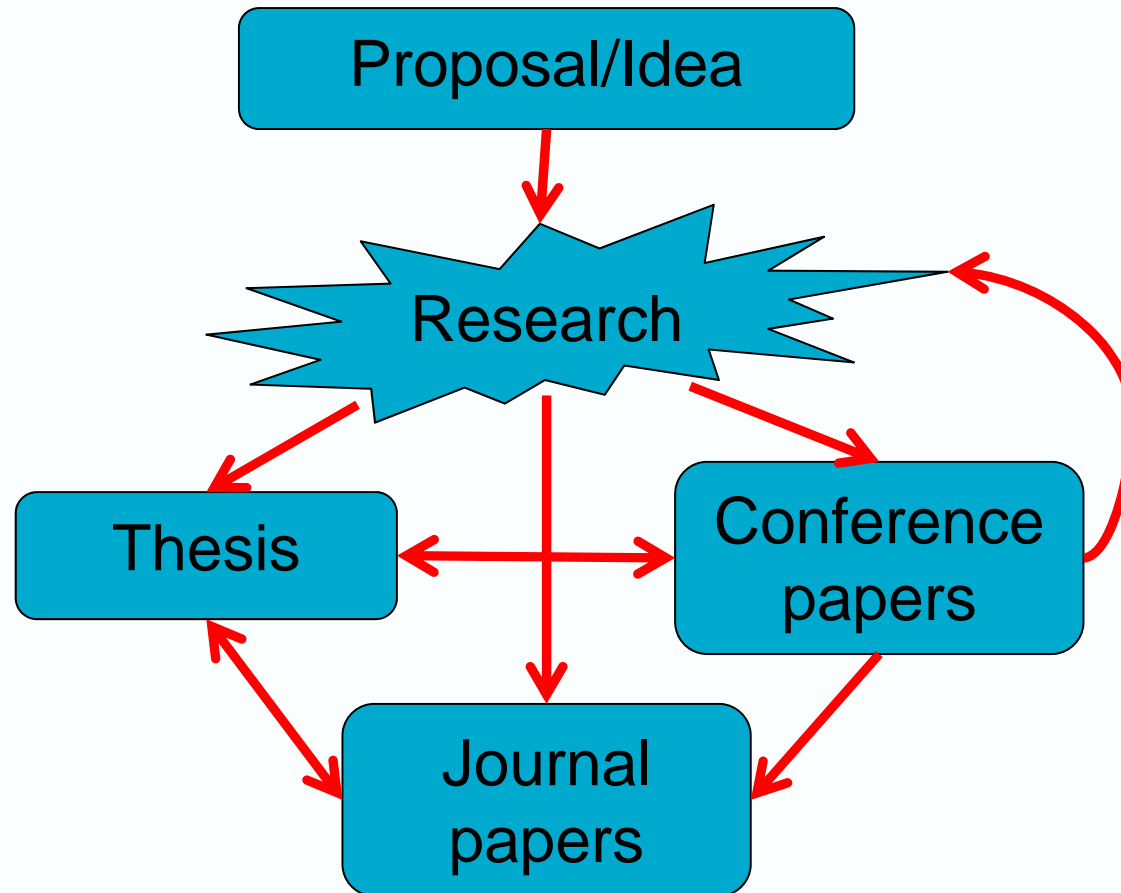 Proposal/Idea
Research
Thesis
Conference
papers
Journal
papers